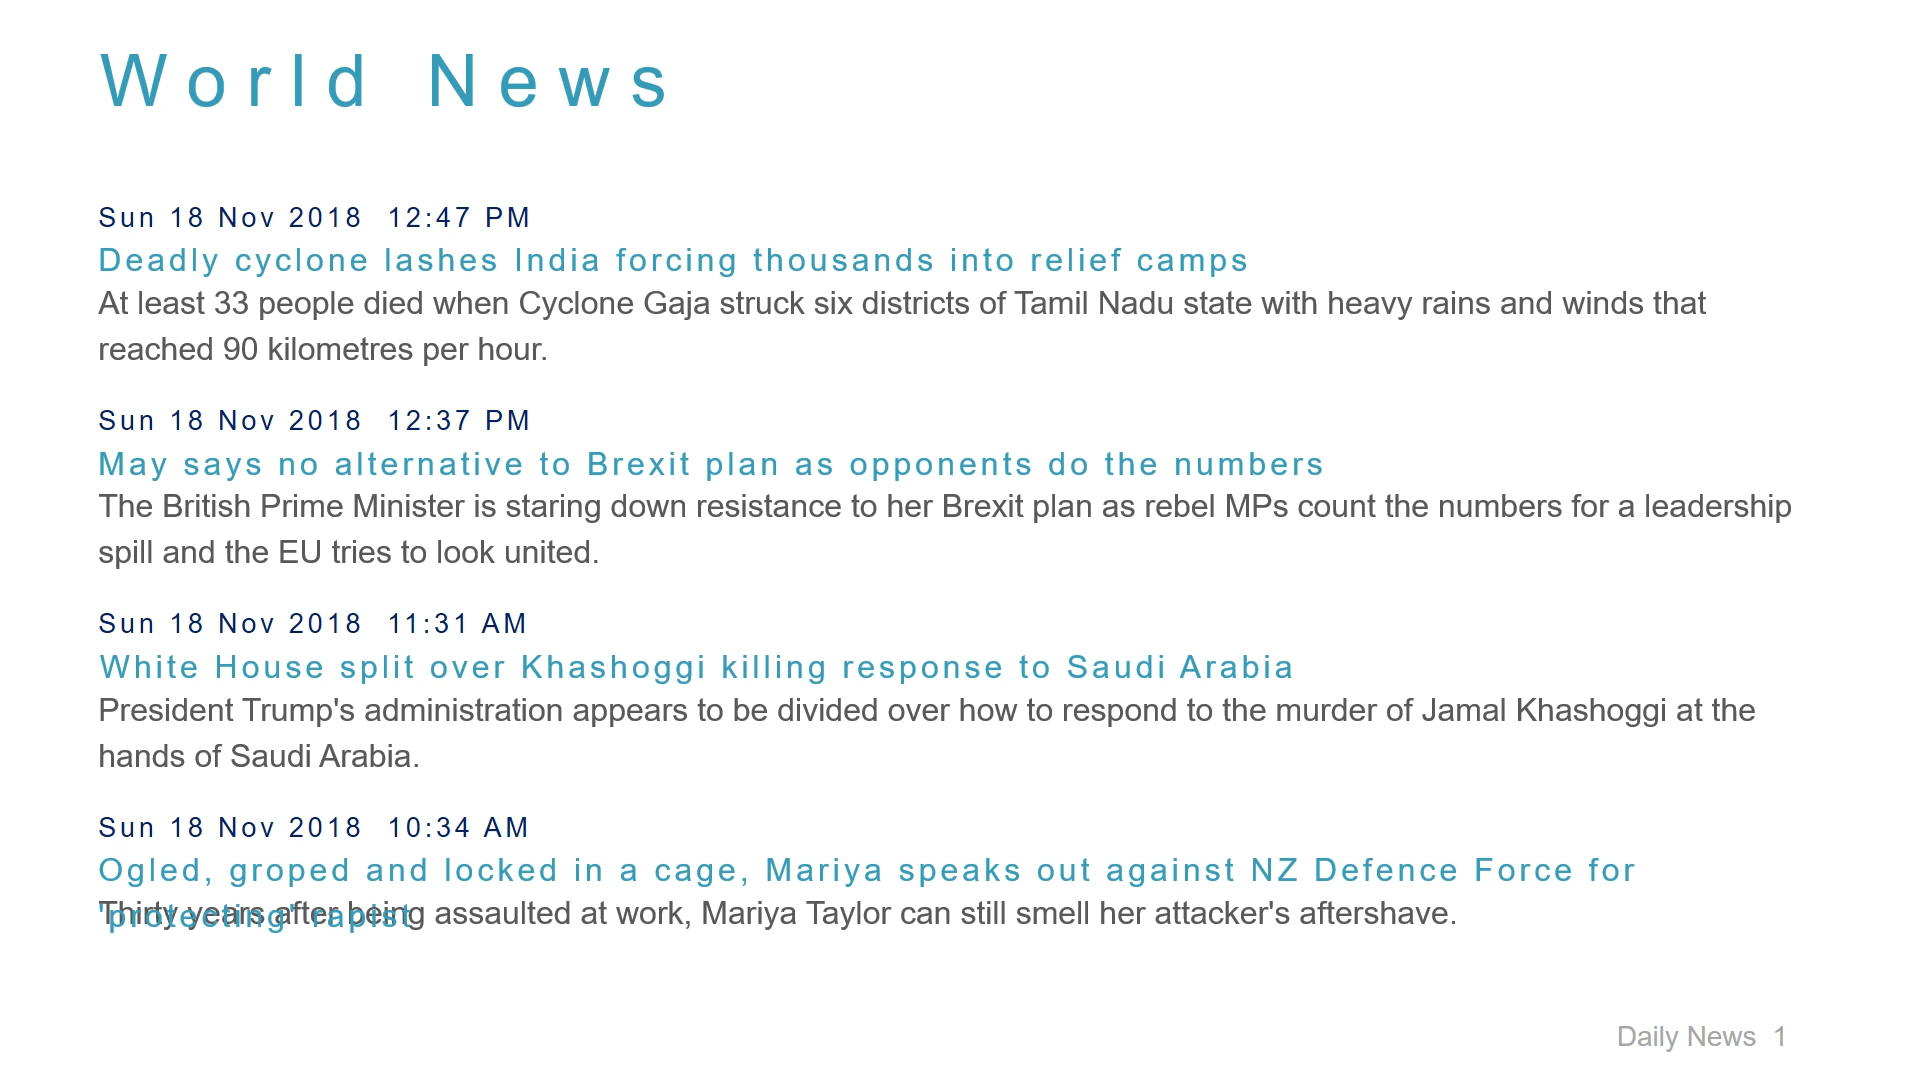 World News
Sun 18 Nov 2018 12:47 PM
Deadly cyclone lashes India forcing thousands into relief camps
At least 33 people died when Cyclone Gaja struck six districts of Tamil Nadu state with heavy rains and winds that
reached 90 kilometres per hour.
Sun 18 Nov 2018 12:37 PM
May says no alternative to Brexit plan as opponents do the numbers
The British Prime Minister is staring down resistance to her Brexit plan as rebel MPs count the numbers for a leadership
spill and the EU tries to look united.
Sun 18 Nov 2018 11:31 AM
White House split over Khashoggi killing response to Saudi Arabia
President Trump's administration appears to be divided over how to respond to the murder of Jamal Khashoggi at the
hands of Saudi Arabia.
Sun 18 Nov 2018 10:34 AM
Ogled, groped and locked in a cage, Mariya speaks out against NZ Defence Force for
'protecting' rapist
Thirty years after being assaulted at work, Mariya Taylor can still smell her attacker's aftershave.
Daily News 1